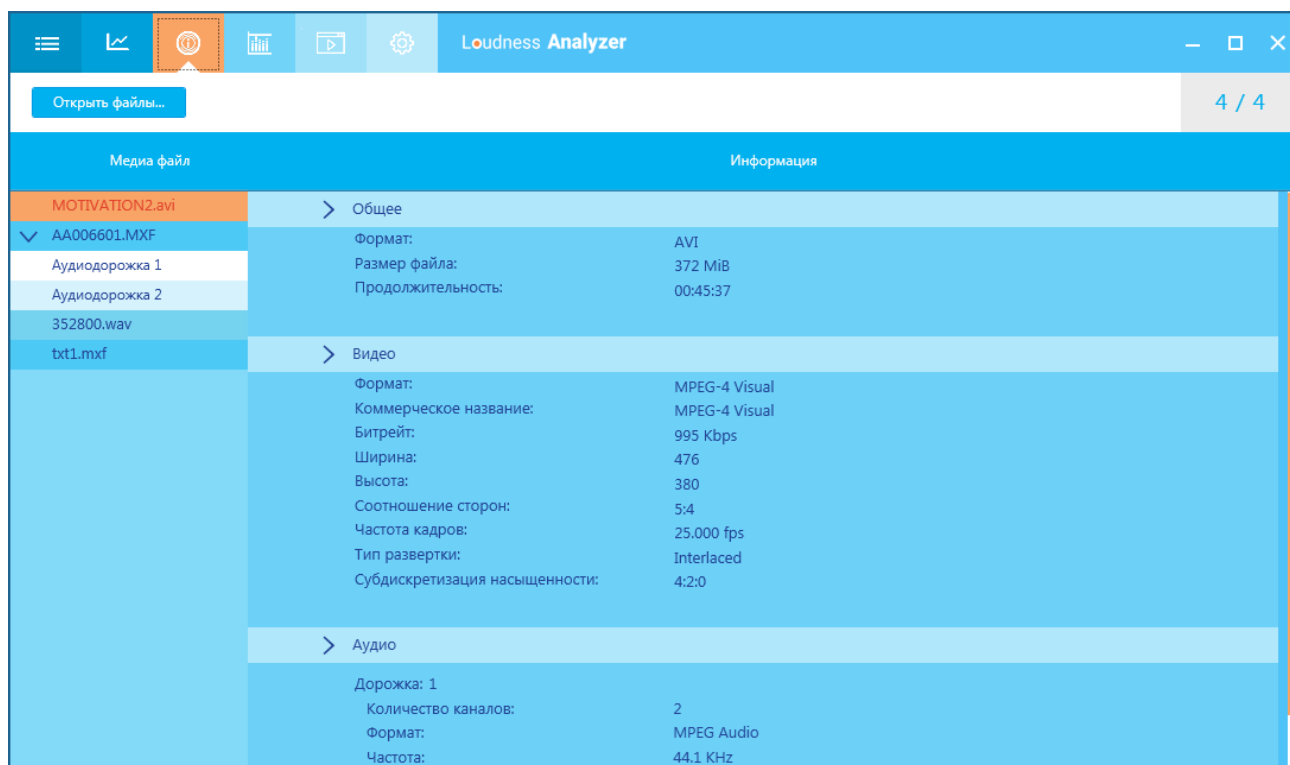 Loudness Analyzer
Открыть файлы...
4 / 4
Медиа файл
Информация
MOTIVATION2.avi
AA006601.MXF
Аудиодорожка 1
Аудиодорожка 2
352800.wav
txt1.mxf
Общее
Формат: AVI
Размер файла: 372 MiB
Продолжительность: 00:45:37
Видео
Формат: MPEG-4 Visual
Коммерческое название: MPEG-4 Visual
Битрейт: 995 Kbps
Ширина: 476
Высота: 380
Соотношение сторон: 5:4
Частота кадров: 25.000 fps
Тип развертки: Interlaced
Субдискретизация насыщенности: 4:2:0
Аудио
Дорожка: 1
Количество каналов: 2
Формат: MPEG Audio
Частота: 44.1 KHz